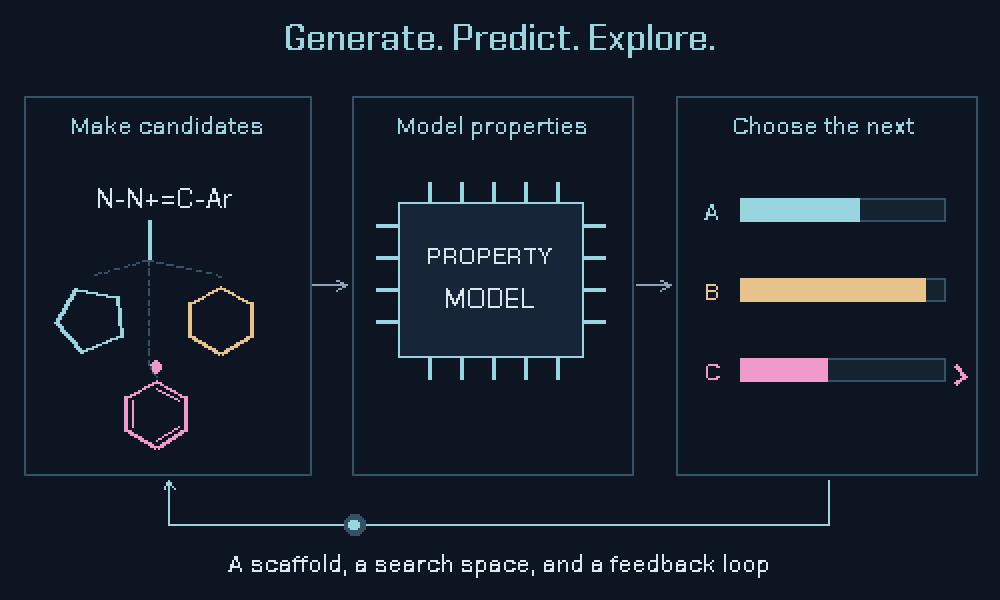 Generate. Predict. Explore.
Make candidates
N-N+=C-Ar
Model properties
PROPERTY
MODEL
Choose the next
A
B
C
A scaffold, a search space, and a feedback loop